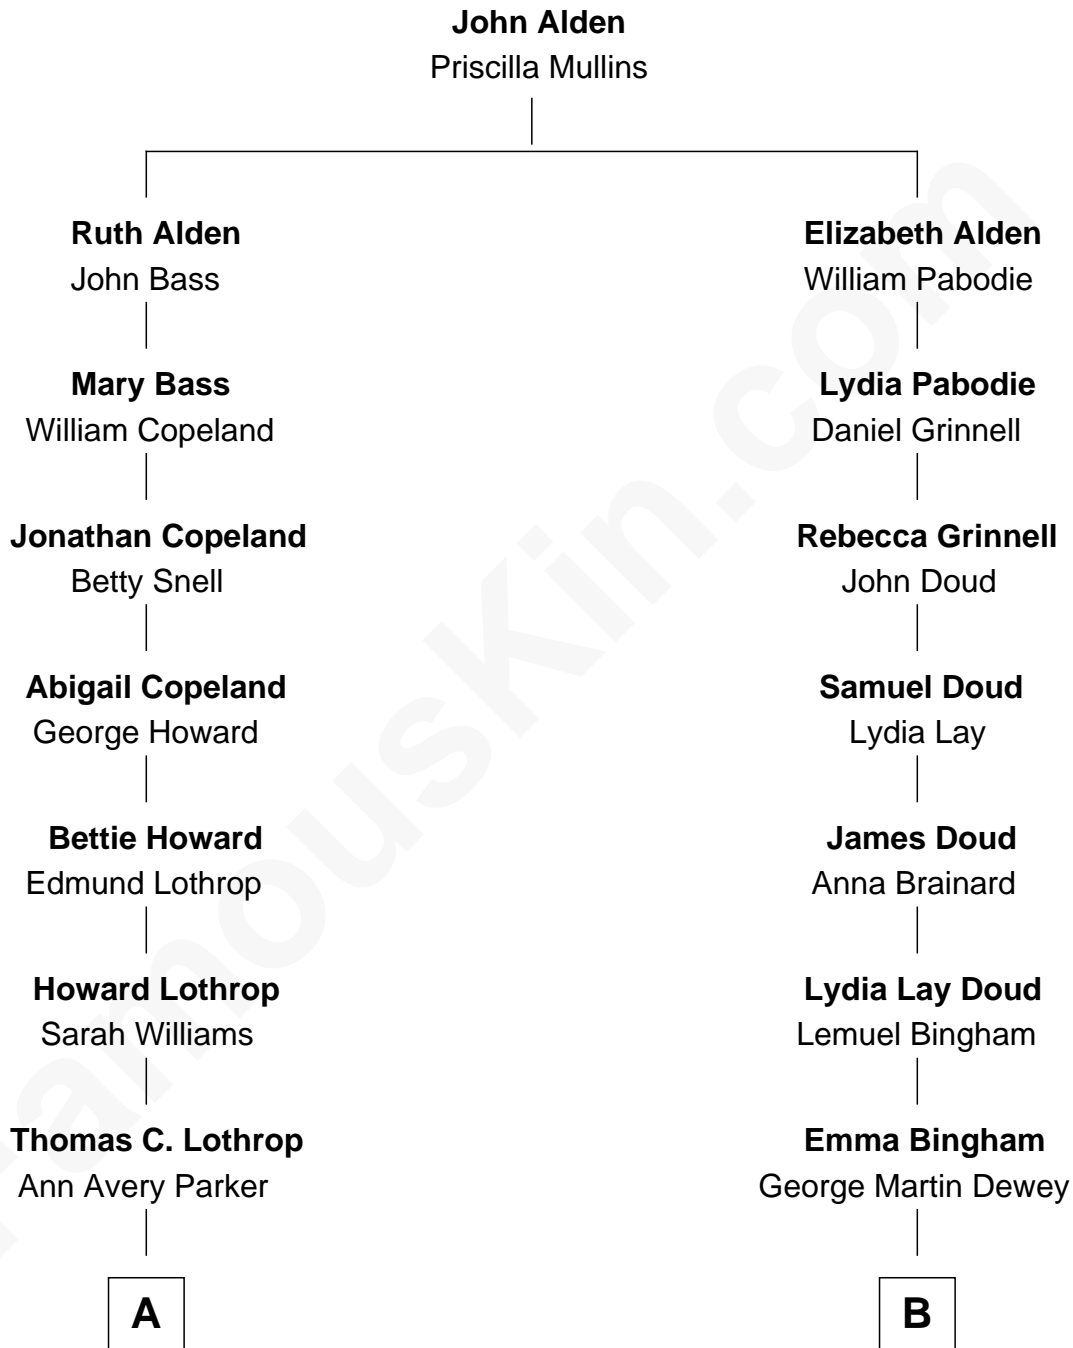 John Alden
Priscilla Mullins
Ruth Alden
John Bass
Elizabeth Alden
William Pabodie
Mary Bass
William Copeland
Lydia Pabodie
Daniel Grinnell
Jonathan Copeland
Betty Snell
Rebecca Grinnell
John Doud
Abigail Copeland
George Howard
Samuel Doud
Lydia Lay
Bettie Howard
Edmund Lothrop
James Doud
Anna Brainard
Howard Lothrop
Sarah Williams
Lydia Lay Doud
Lemuel Bingham
Thomas C. Lothrop
Ann Avery Parker
Emma Bingham
George Martin Dewey
A
B
FamousKin.com